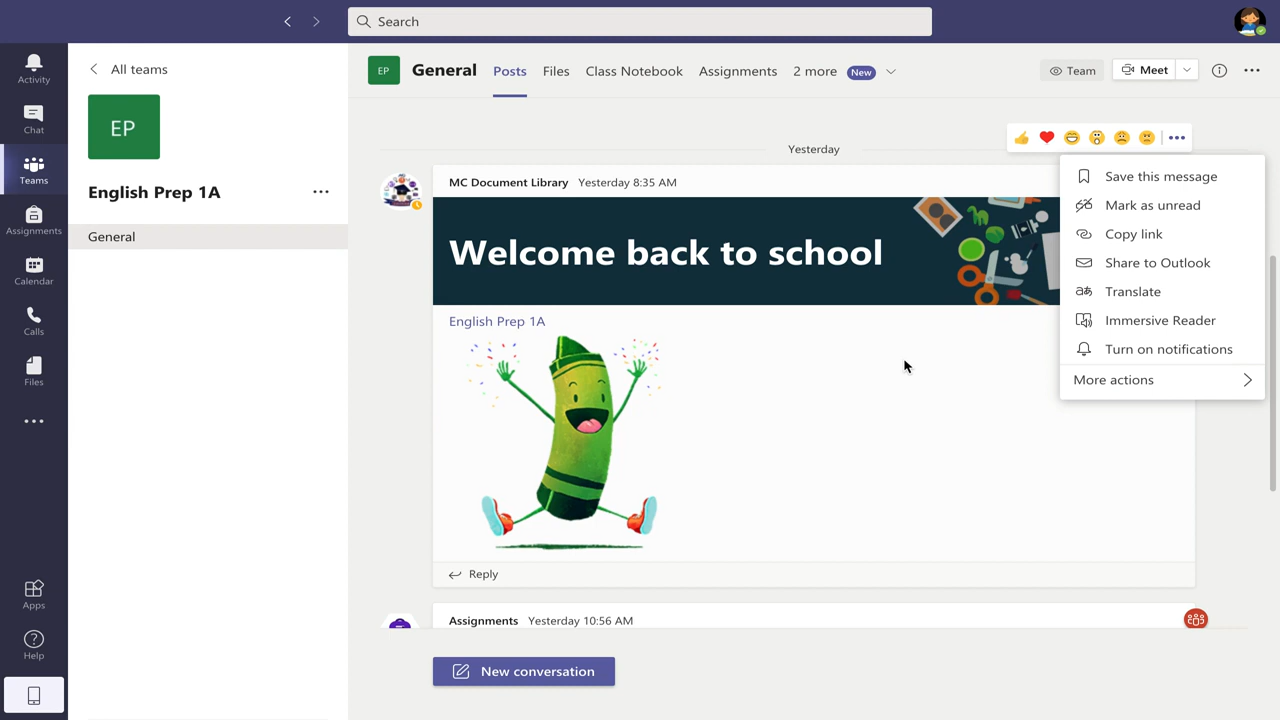 Search
Activity
Chat
Teams
Assignments
Calendar
Calls
Files
Apps
Help
All teams
EP
English Prep 1A
General
EP
General
Posts
Files
Class Notebook
Assignments
2 more
New
Team
Meet
Yesterday
MC Document Library Yesterday 8:35 AM
Welcome back to school
English Prep 1A
Reply
Assignments Yesterday 10:56 AM
New conversation
Save this message
Mark as unread
Copy link
Share to Outlook
Translate
Immersive Reader
Turn on notifications
More actions